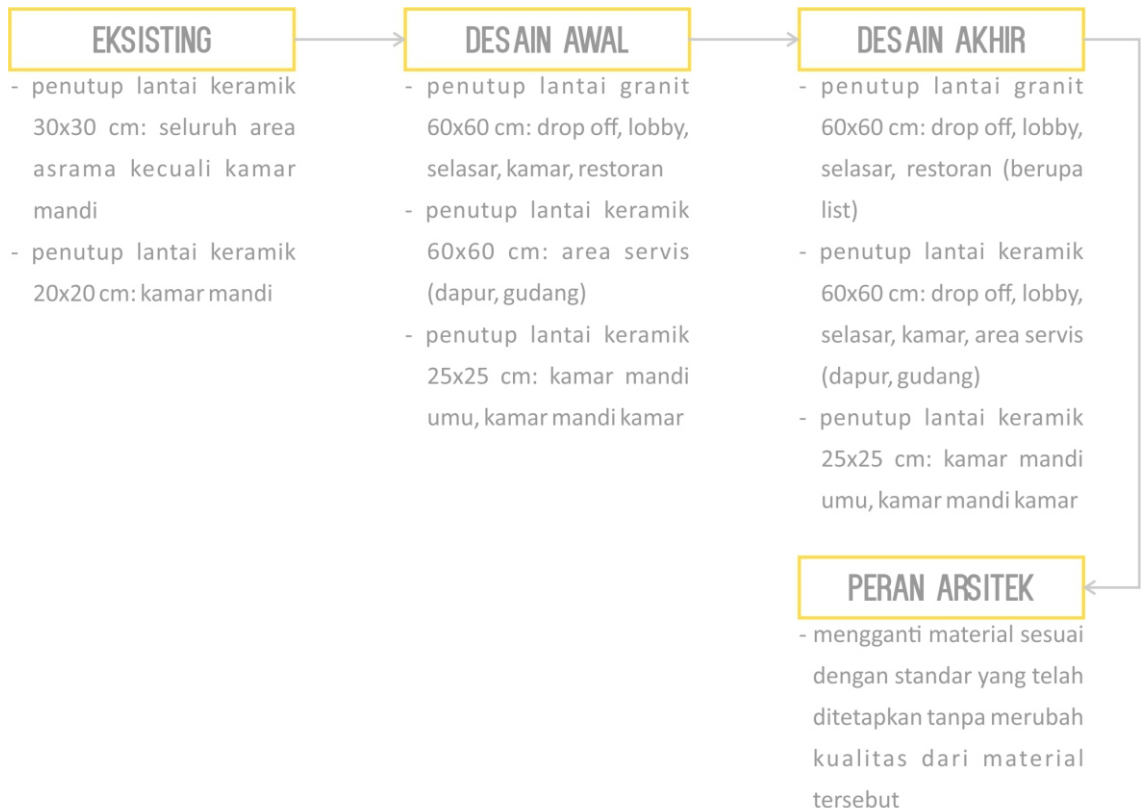 EKSISTING
- penutup lantai keramik
30x30 cm: seluruh area
asrama kecuali kamar
mandi
- penutup lantai keramik
20x20 cm: kamar mandi
DESAIN AWAL
- penutup lantai granit
60x60 cm: drop off, lobby,
selasar, kamar, restoran
- penutup lantai keramik
60x60 cm: area servis
(dapur, gudang)
- penutup lantai keramik
25x25 cm: kamar mandi
umu, kamar mandi kamar
DESAIN AKHIR
- penutup lantai granit
60x60 cm: drop off, lobby,
selasar, restoran (berupa
list)
- penutup lantai keramik
60x60 cm: drop off, lobby,
selasar, kamar, area servis
(dapur, gudang)
- penutup lantai keramik
25x25 cm: kamar mandi
umu, kamar mandi kamar
PERAN ARSITEK
- mengganti material sesuai
dengan standar yang telah
ditetapkan tanpa merubah
kualitas dari material
tersebut